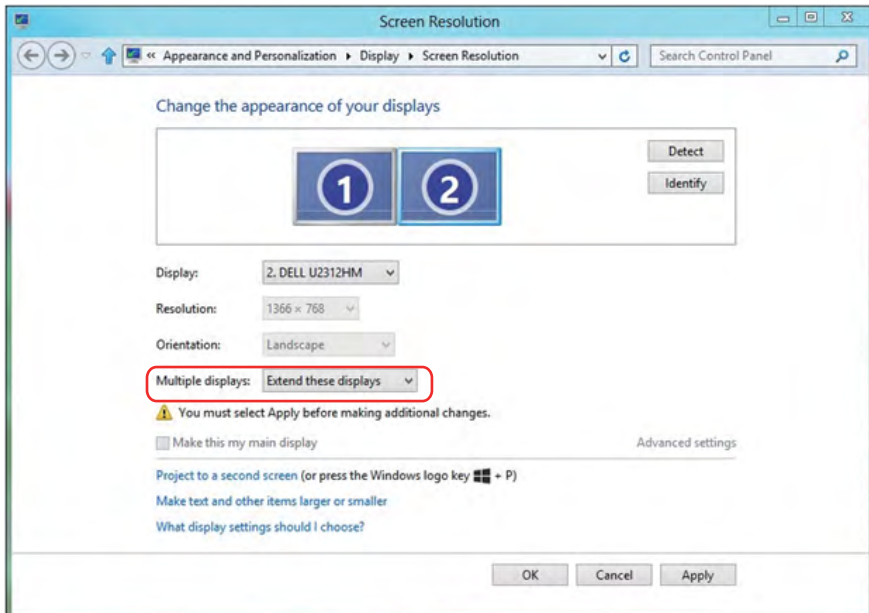 Screen Resolution
« Appearance and Personalization ▸ Display ▸ Screen Resolution
Search Control Panel
Change the appearance of your displays
1
2
Detect
Identify
Display: 2. DELL U2312HM
Resolution: 1366 × 768
Orientation: Landscape
Multiple displays: Extend these displays
You must select Apply before making additional changes.
Make this my main display
Advanced settings
Project to a second screen (or press the Windows logo key + P)
Make text and other items larger or smaller
What display settings should I choose?
OK
Cancel
Apply